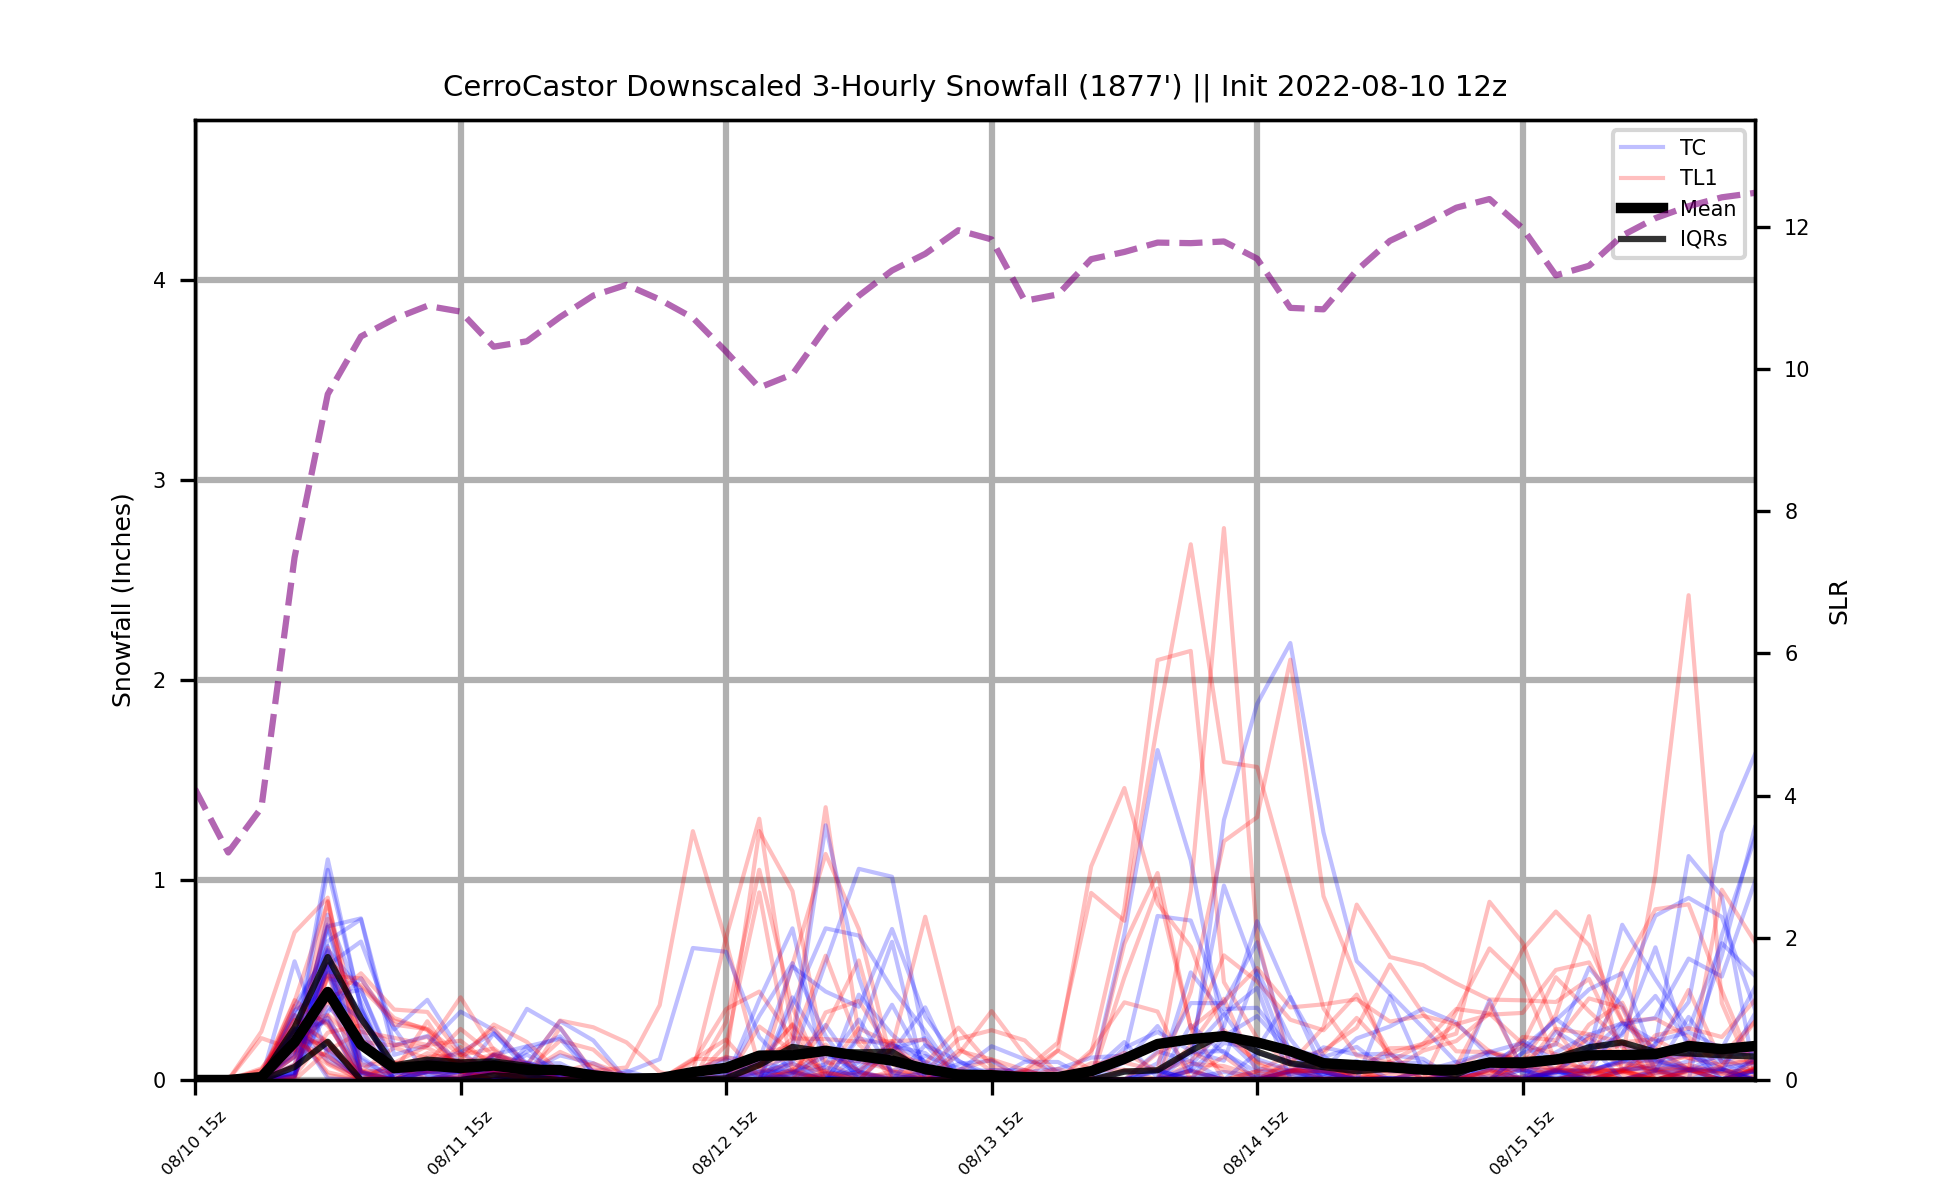 CerroCastor Downscaled 3-Hourly Snowfall (1877') || Init 2022-08-10 12z
TC
TL1
Mean
IQRs
Snowfall (Inches)
4
3
2
1
0
12
10
8
6
4
2
0
SLR
08/10 15z
08/11 15z
08/12 15z
08/13 15z
08/14 15z
08/15 15z